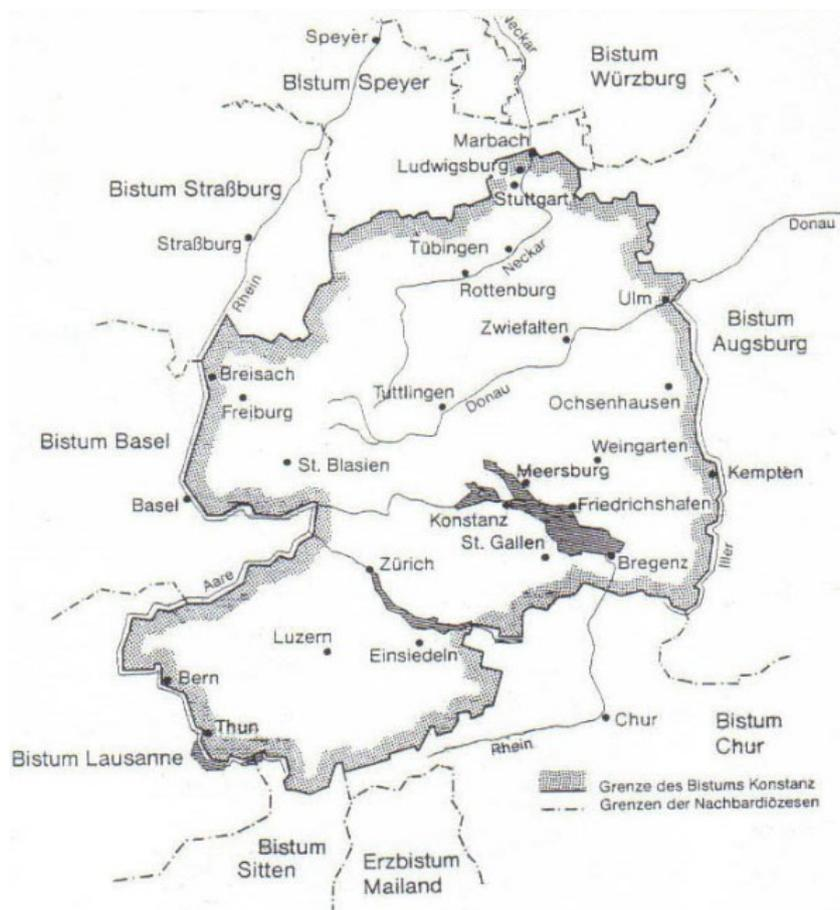 Speyer
Neckar
Bistum
Würzburg
Bistum Speyer
Marbach
Ludwigsburg
Bistum Straßburg
Stuttgart
Donau
Straßburg
Tübingen
Neckar
Rhein
Rottenburg
Ulm
Zwiefalten
Bistum
Augsburg
Breisach
Tuttlingen
Donau
Ochsenhausen
Freiburg
Bistum Basel
Weingarten
St. Blasien
Meersburg
Kempten
Basel
Konstanz
Friedrichshafen
St. Gallen
Bregenz
Iller
Zürich
Aare
Luzern
Einsiedeln
Bern
Thun
Chur
Rhein
Bistum
Chur
Bistum Lausanne
Grenze des Bistums Konstanz
Grenzen der Nachbardiözesen
Bistum
Sitten
Erzbistum
Mailand